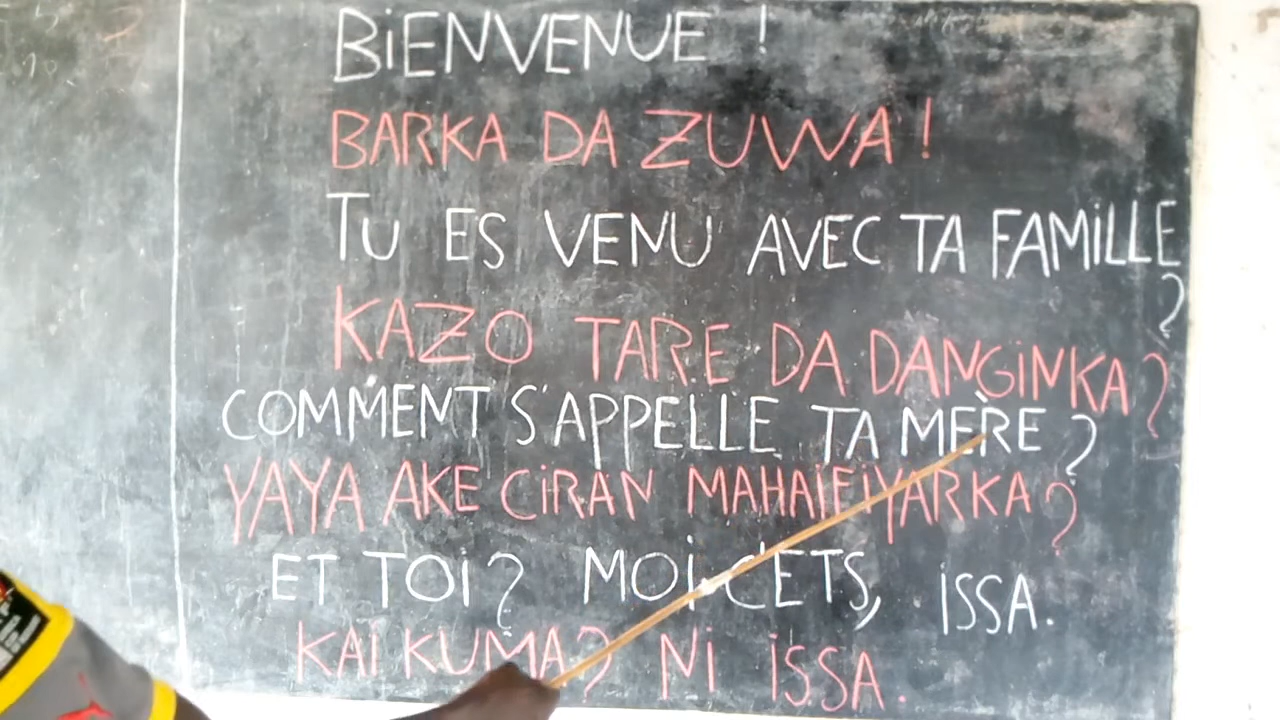 BiENVENUE !
BARKA DA ZUWA !
TU ES VENU AVEC TA FAMiLLE
?
KAZO TARE DA DANGiNKA ?
COMMENT S'APPELLE TA MÈRE ?
YAYA AKE CiRAN MAHAIFiYARKA ?
ET TOi ? MOi C'ETS, iSSA.
KAi KUMA ? Ni iSSA.